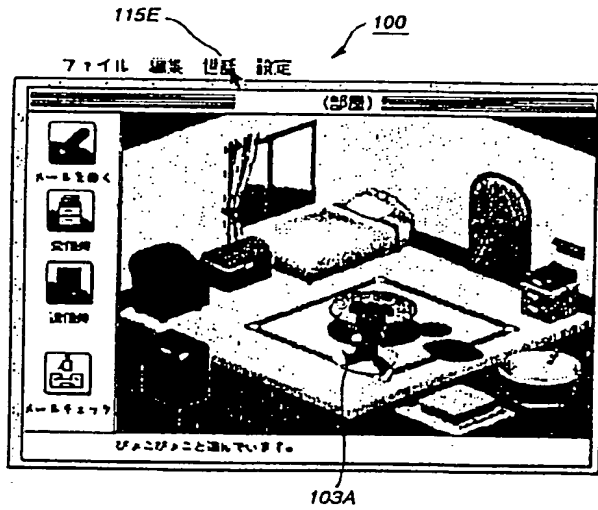 115E
100
ファイル 編集 世話 設定
(部屋)
メールを書く
受信時
送信時
メールチェック
ぴょこぴょこと遊んでいます。
103A